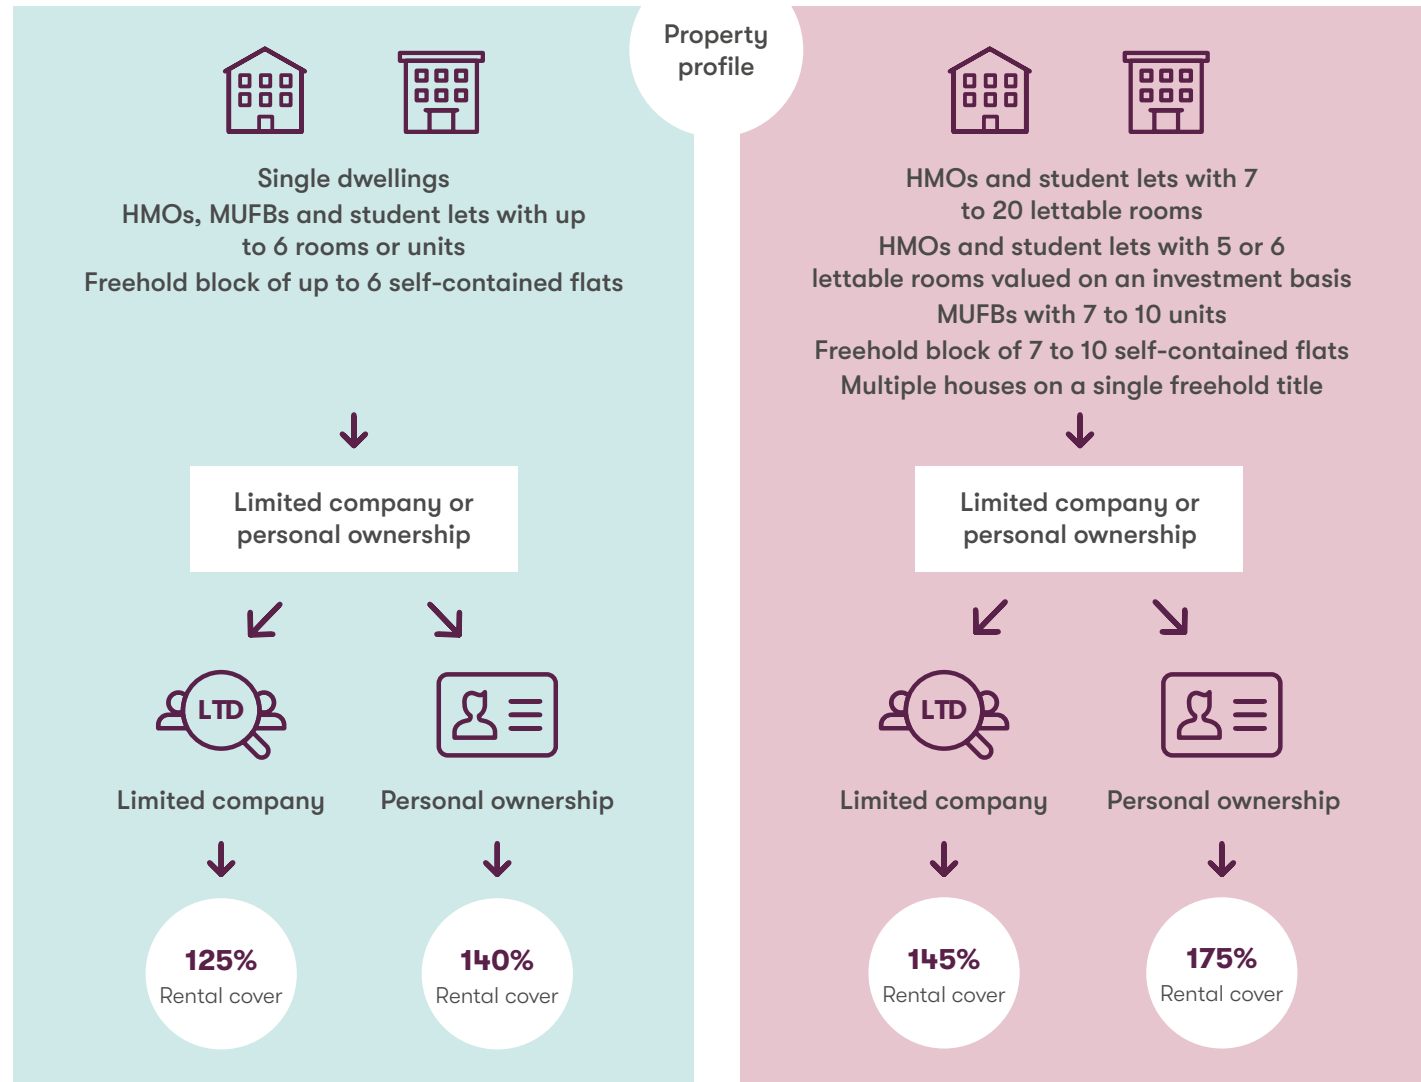 Property
profile
Single dwellings
HMOs, MUFBs and student lets with up
to 6 rooms or units
Freehold block of up to 6 self-contained flats
Limited company or
personal ownership
LTD
Limited company
Personal ownership
125%
Rental cover
140%
Rental cover
HMOs and student lets with 7
to 20 lettable rooms
HMOs and student lets with 5 or 6
lettable rooms valued on an investment basis
MUFBs with 7 to 10 units
Freehold block of 7 to 10 self-contained flats
Multiple houses on a single freehold title
Limited company or
personal ownership
LTD
Limited company
Personal ownership
145%
Rental cover
175%
Rental cover